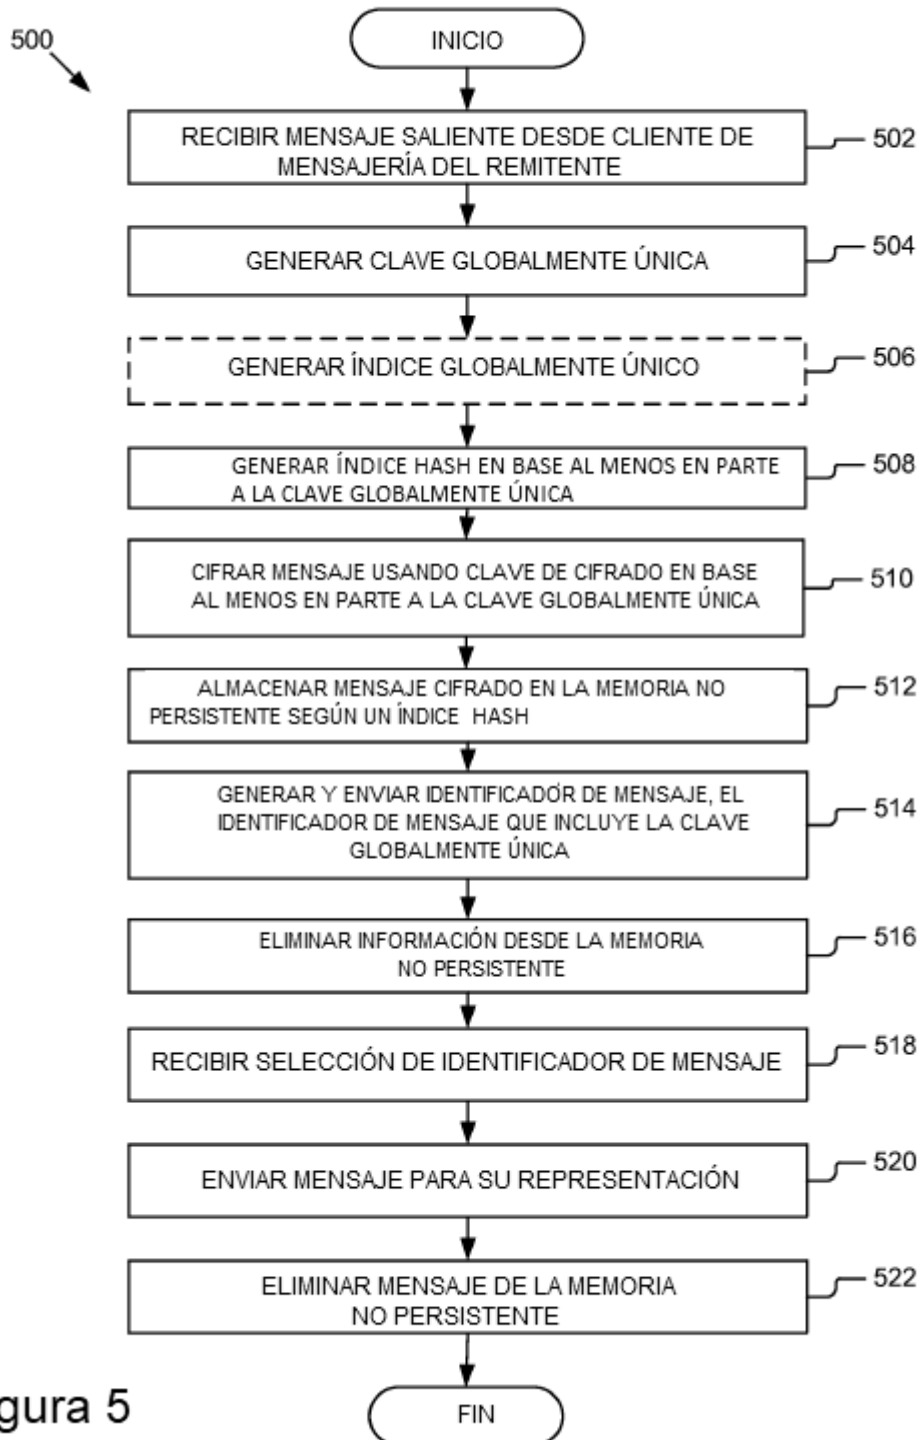 500
INICIO
RECIBIR MENSAJE SALIENTE DESDE CLIENTE DE
MENSAJERÍA DEL REMITENTE
502
GENERAR CLAVE GLOBALMENTE ÚNICA
504
GENERAR ÍNDICE GLOBALMENTE ÚNICO
506
GENERAR ÍNDICE HASH EN BASE AL MENOS EN PARTE
A LA CLAVE GLOBALMENTE ÚNICA
508
CIFRAR MENSAJE USANDO CLAVE DE CIFRADO EN BASE
AL MENOS EN PARTE A LA CLAVE GLOBALMENTE ÚNICA
510
ALMACENAR MENSAJE CIFRADO EN LA MEMORIA NO
PERSISTENTE SEGÚN UN ÍNDICE HASH
512
GENERAR Y ENVIAR IDENTIFICADOR DE MENSAJE, EL
IDENTIFICADOR DE MENSAJE QUE INCLUYE LA CLAVE
GLOBALMENTE ÚNICA
514
ELIMINAR INFORMACIÓN DESDE LA MEMORIA
NO PERSISTENTE
516
RECIBIR SELECCIÓN DE IDENTIFICADOR DE MENSAJE
518
ENVIAR MENSAJE PARA SU REPRESENTACIÓN
520
ELIMINAR MENSAJE DE LA MEMORIA
NO PERSISTENTE
522
FIN
gura 5